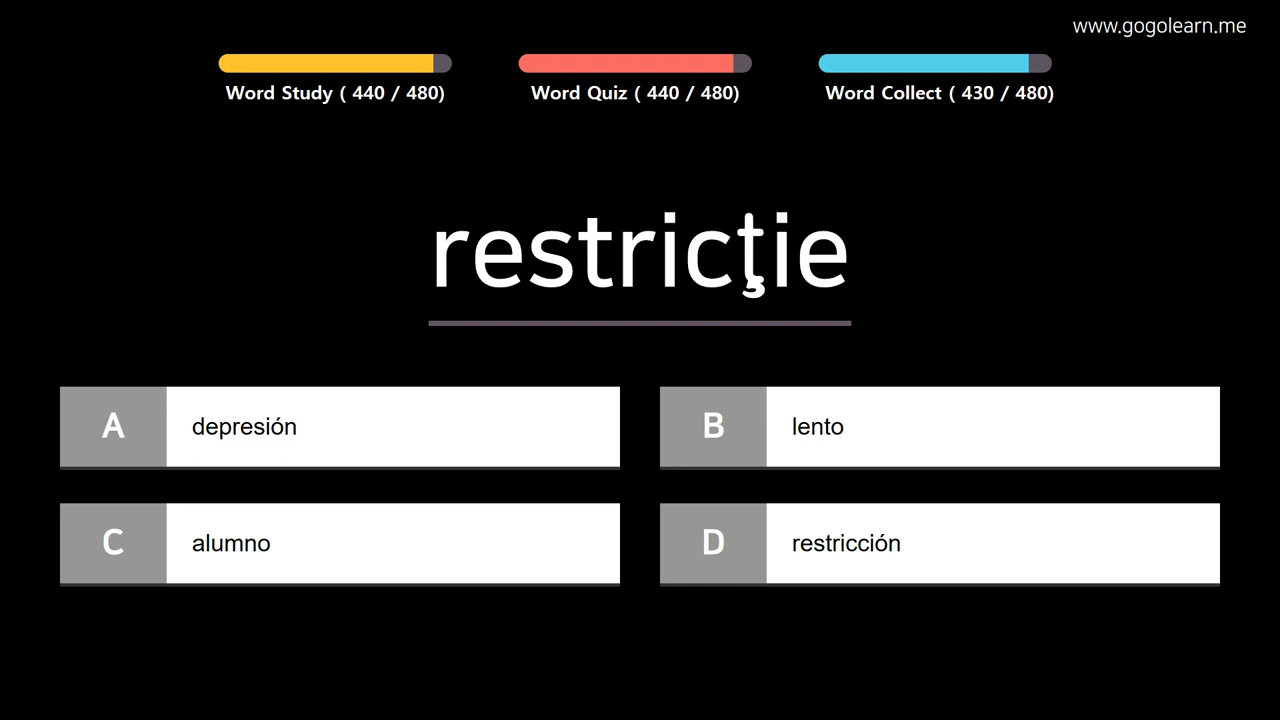 www.gogolearn.me
Word Study ( 440 / 480)
Word Quiz ( 440 / 480)
Word Collect ( 430 / 480)
restricţie
A depresión
B lento
C alumno
D restricción